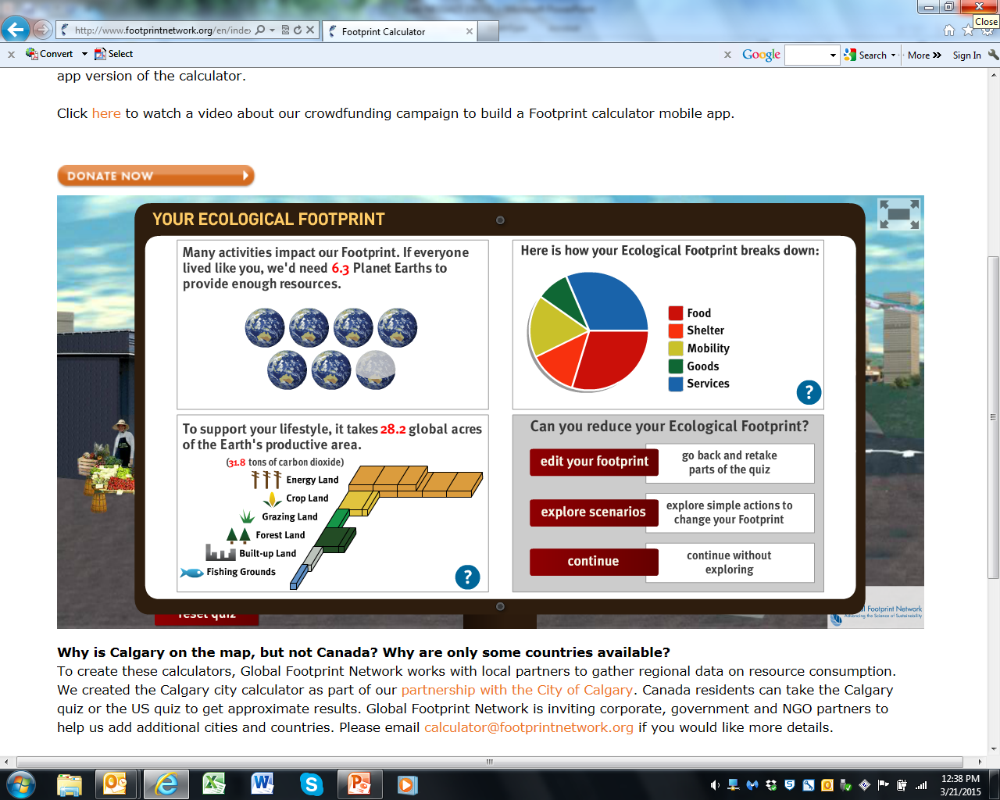 Close
http://www.footprintnetwork.org/en/index
Footprint Calculator
x Convert Select
x Google Search More » Sign In
app version of the calculator.
Click here to watch a video about our crowdfunding campaign to build a Footprint calculator mobile app.
DONATE NOW
YOUR ECOLOGICAL FOOTPRINT
Many activities impact our Footprint. If everyone
lived like you, we'd need 6.3 Planet Earths to
provide enough resources.
Here is how your Ecological Footprint breaks down:
Food
Shelter
Mobility
Goods
Services
?
To support your lifestyle, it takes 28.2 global acres
of the Earth's productive area.
(31.8 tons of carbon dioxide)
Energy Land
Crop Land
Grazing Land
Forest Land
Built-up Land
Fishing Grounds
?
Can you reduce your Ecological Footprint?
edit your footprint
go back and retake
parts of the quiz
explore scenarios
explore simple actions to
change your Footprint
continue
continue without
exploring
reset quiz
Footprint Network
Advancing the Science of Sustainability
Why is Calgary on the map, but not Canada? Why are only some countries available?
To create these calculators, Global Footprint Network works with local partners to gather regional data on resource consumption.
We created the Calgary city calculator as part of our partnership with the City of Calgary. Canada residents can take the Calgary
quiz or the US quiz to get approximate results. Global Footprint Network is inviting corporate, government and NGO partners to
help us add additional cities and countries. Please email calculator@footprintnetwork.org if you would like more details.
12:38 PM
3/21/2015